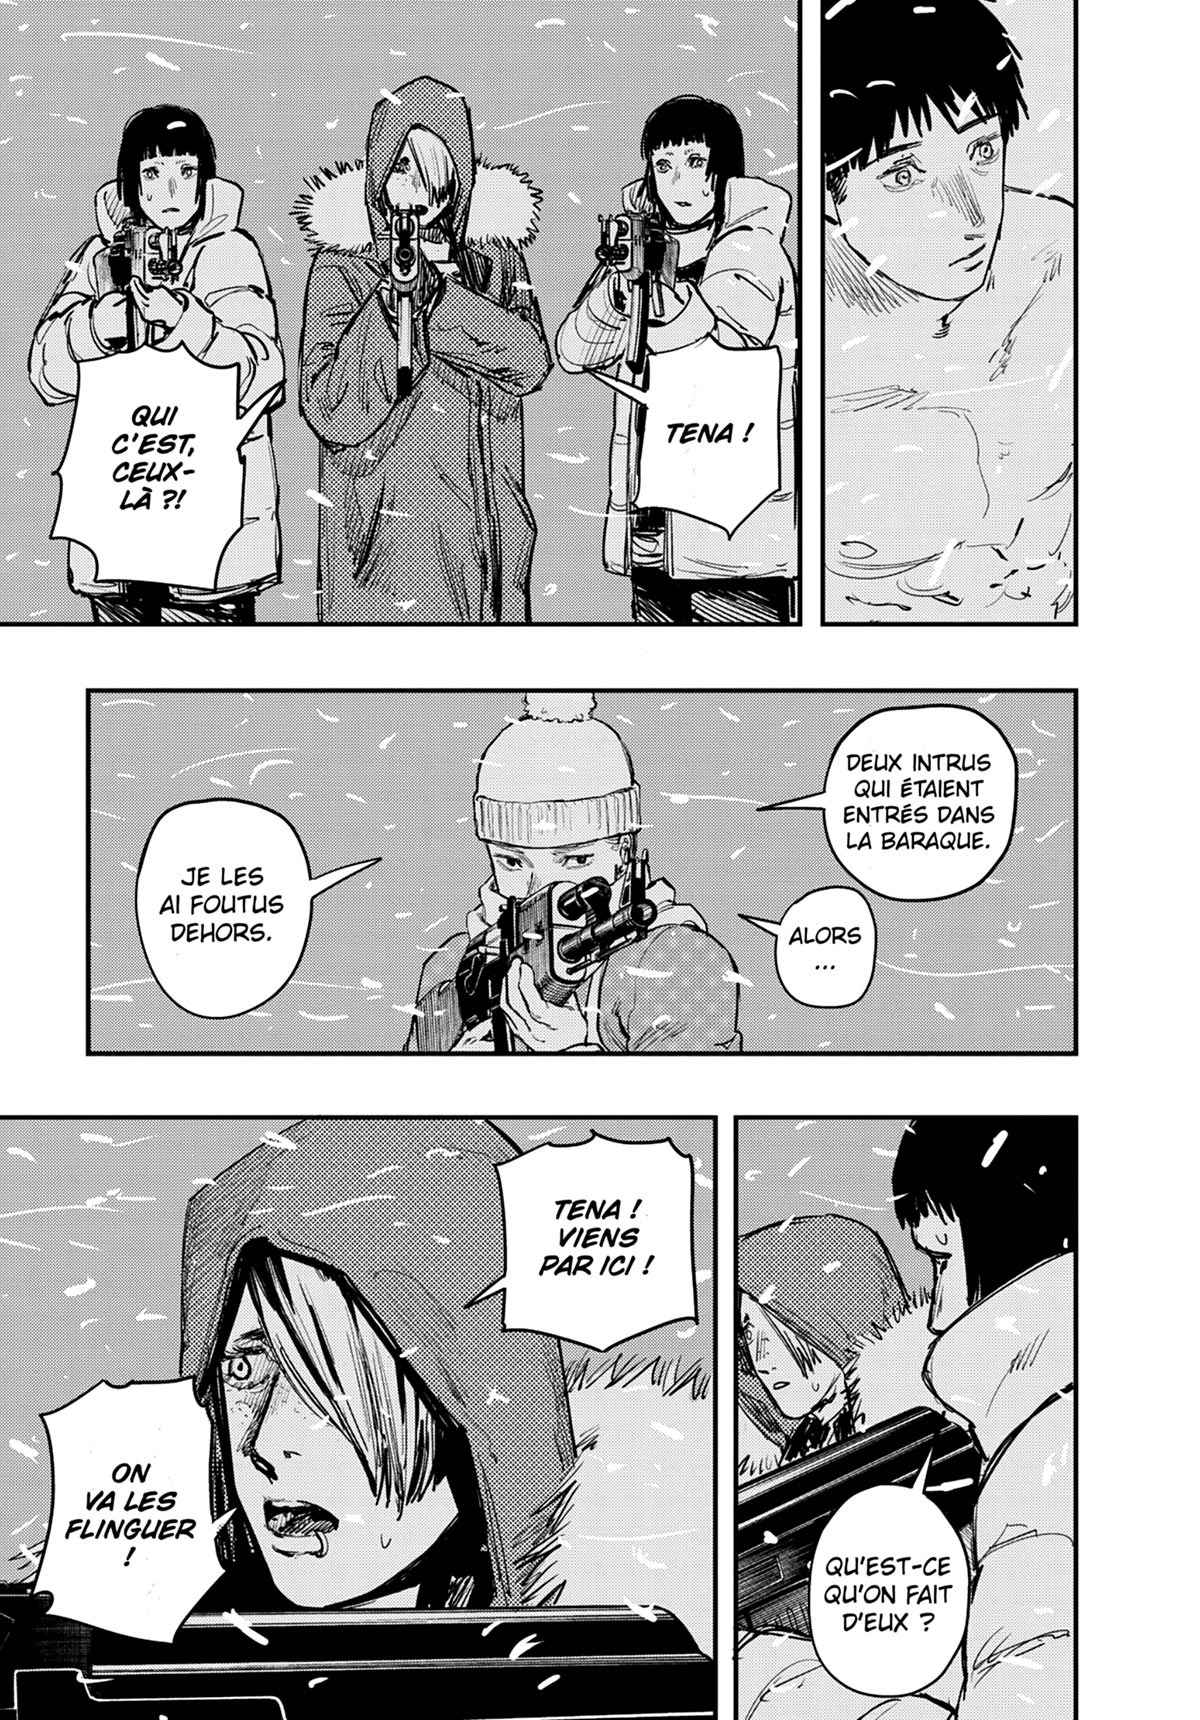 TENA !
QUI
C'EST,
CEUX-
LÀ ?!
DEUX INTRUS
QUI ÉTAIENT
ENTRÉS DANS
LA BARAQUE.
ALORS
...
JE LES
AI FOUTUS
DEHORS.
QU'EST-CE
QU'ON FAIT
D'EUX ?
TENA !
VIENS
PAR ICI !
ON
VA LES
FLINGUER
!